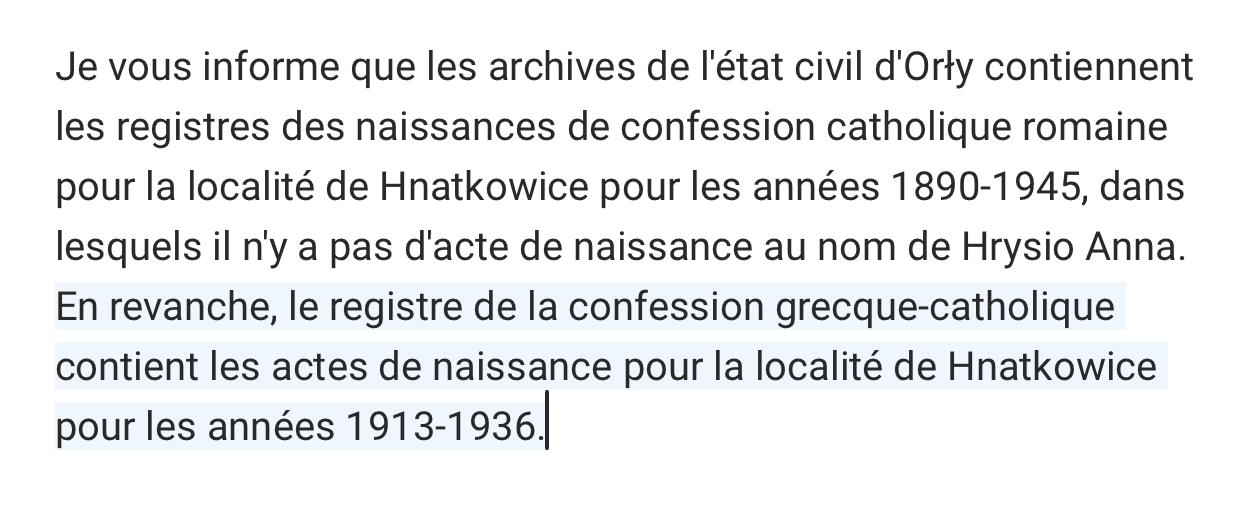 Je vous informe que les archives de l'état civil d'Orły contiennent
les registres des naissances de confession catholique romaine
pour la localité de Hnatkowice pour les années 1890-1945, dans
lesquels il n'y a pas d'acte de naissance au nom de Hrysio Anna.
En revanche, le registre de la confession grecque-catholique
contient les actes de naissance pour la localité de Hnatkowice
pour les années 1913-1936.